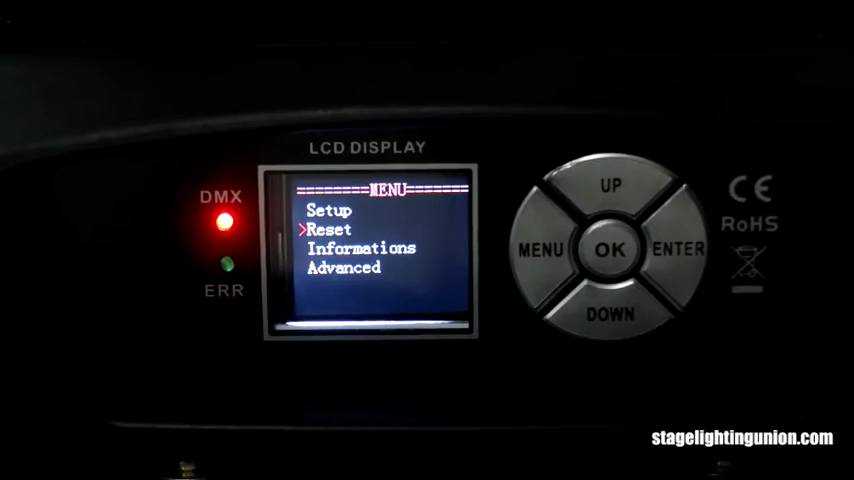 LCD DISPLAY
DMX
ERR
========MENU=======
Setup
>Reset
Informations
Advanced
UP
MENU
OK
ENTER
DOWN
CE
RoHS
stagelightingunion.com